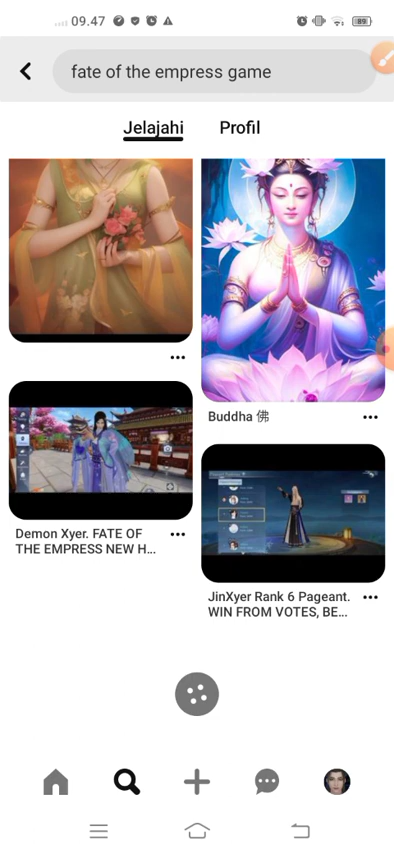 09.47
89
fate of the empress game
Jelajahi
Profil
Buddha 佛
Demon Xyer. FATE OF
THE EMPRESS NEW H...
JinXyer Rank 6 Pageant.
WIN FROM VOTES, BE...